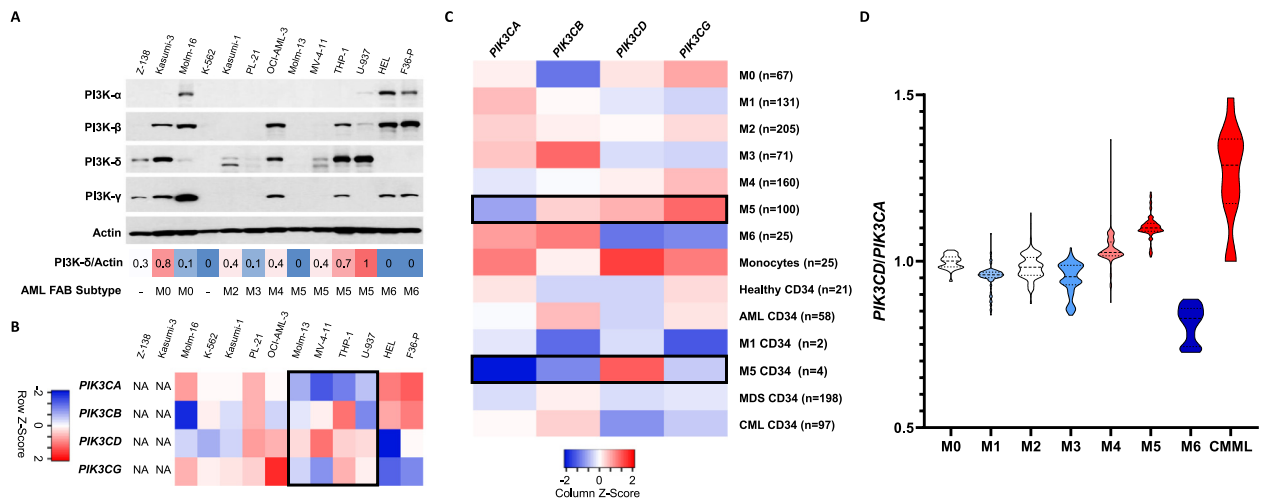 A
Z-138 Kasumi-3 Molm-16 K-562 Kasumi-1 PL-21 OCI-AML-3 Molm-13 MV-4-11 THP-1 U-937 HEL F36-P
PI3K-α
PI3K-β
PI3K-δ
PI3K-γ
Actin
PI3K-δ/Actin 0.3 0.8 0.1 0 0.4 0.1 0.4 0 0.4 0.7 1 0 0
AML FAB Subtype - M0 M0 - M2 M3 M4 M5 M5 M5 M5 M6 M6
B
Z-138 Kasumi-3 Molm-16 K-562 Kasumi-1 PL-21 OCI-AML-3 Molm-13 MV-4-11 THP-1 U-937 HEL F36-P
PIK3CA NA NA
PIK3CB NA NA
PIK3CD NA NA
PIK3CG NA NA
-2 0 2
Row Z-Score
C
PIK3CA PIK3CB PIK3CD PIK3CG
M0 (n=67)
M1 (n=131)
M2 (n=205)
M3 (n=71)
M4 (n=160)
M5 (n=100)
M6 (n=25)
Monocytes (n=25)
Healthy CD34 (n=21)
AML CD34 (n=58)
M1 CD34 (n=2)
M5 CD34 (n=4)
MDS CD34 (n=198)
CML CD34 (n=97)
-2 0 2
Column Z-Score
D
PIK3CD/PIK3CA
1.5
1.0
0.5
M0 M1 M2 M3 M4 M5 M6 CMML